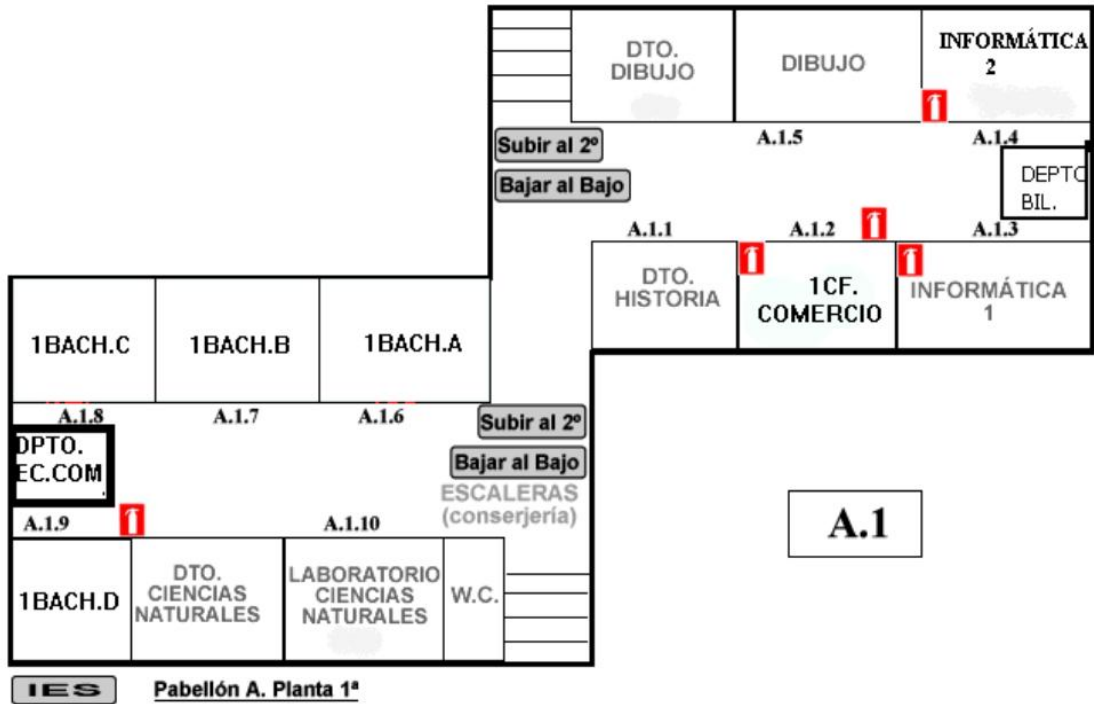 DTO.
DIBUJO
DIBUJO
INFORMÁTICA
2
Subir al 2º
A.1.5
A.1.4
Bajar al Bajo
DEPTO
BIL.
A.1.1
A.1.2
A.1.3
DTO.
HISTORIA
1CF.
COMERCIO
INFORMÁTICA
1
1BACH.C
1BACH.B
1BACH.A
A.1.8
A.1.7
A.1.6
Subir al 2º
DPTO.
EC.COM.
Bajar al Bajo
ESCALERAS
(conserjería)
A.1.9
A.1.10
A.1
1BACH.D
DTO.
CIENCIAS
NATURALES
LABORATORIO
CIENCIAS
NATURALES
W.C.
IES
Pabellón A. Planta 1ª